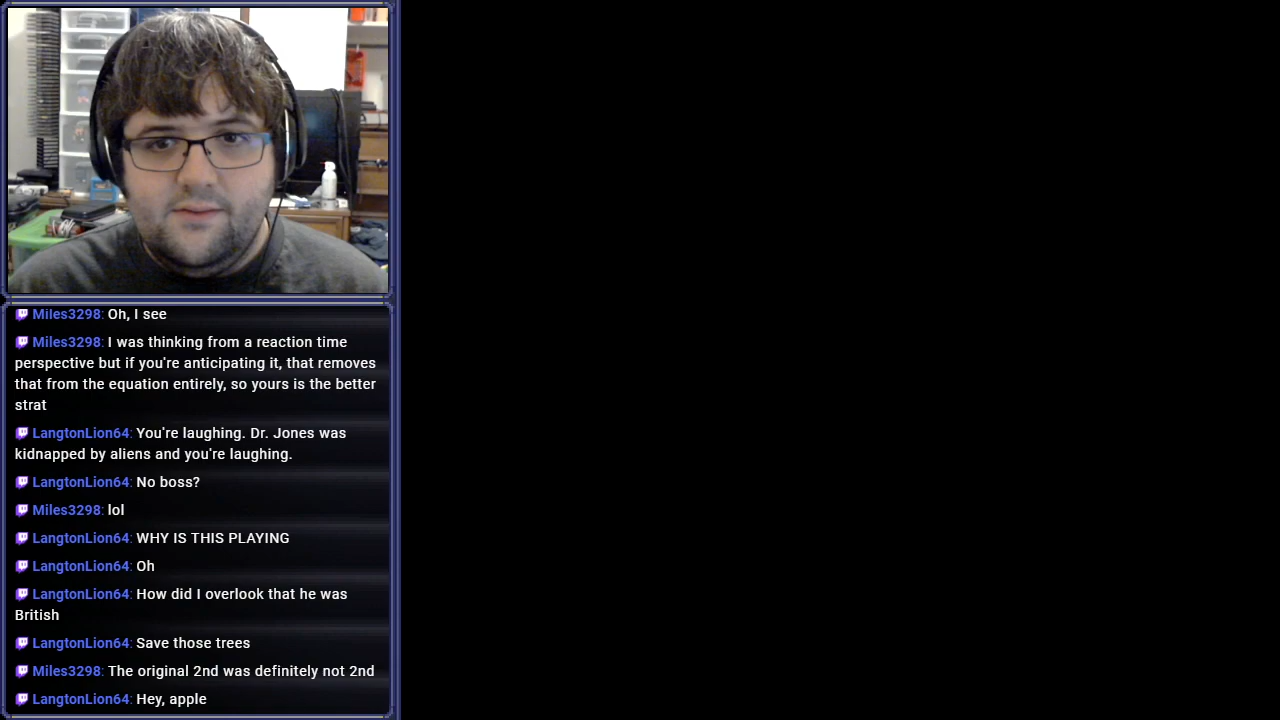 Miles3298: Oh, I see
Miles3298: I was thinking from a reaction time
perspective but if you're anticipating it, that removes
that from the equation entirely, so yours is the better
strat
LangtonLion64: You're laughing. Dr. Jones was
kidnapped by aliens and you're laughing.
LangtonLion64: No boss?
Miles3298: lol
LangtonLion64: WHY IS THIS PLAYING
LangtonLion64: Oh
LangtonLion64: How did I overlook that he was
British
LangtonLion64: Save those trees
Miles3298: The original 2nd was definitely not 2nd
LangtonLion64: Hey, apple